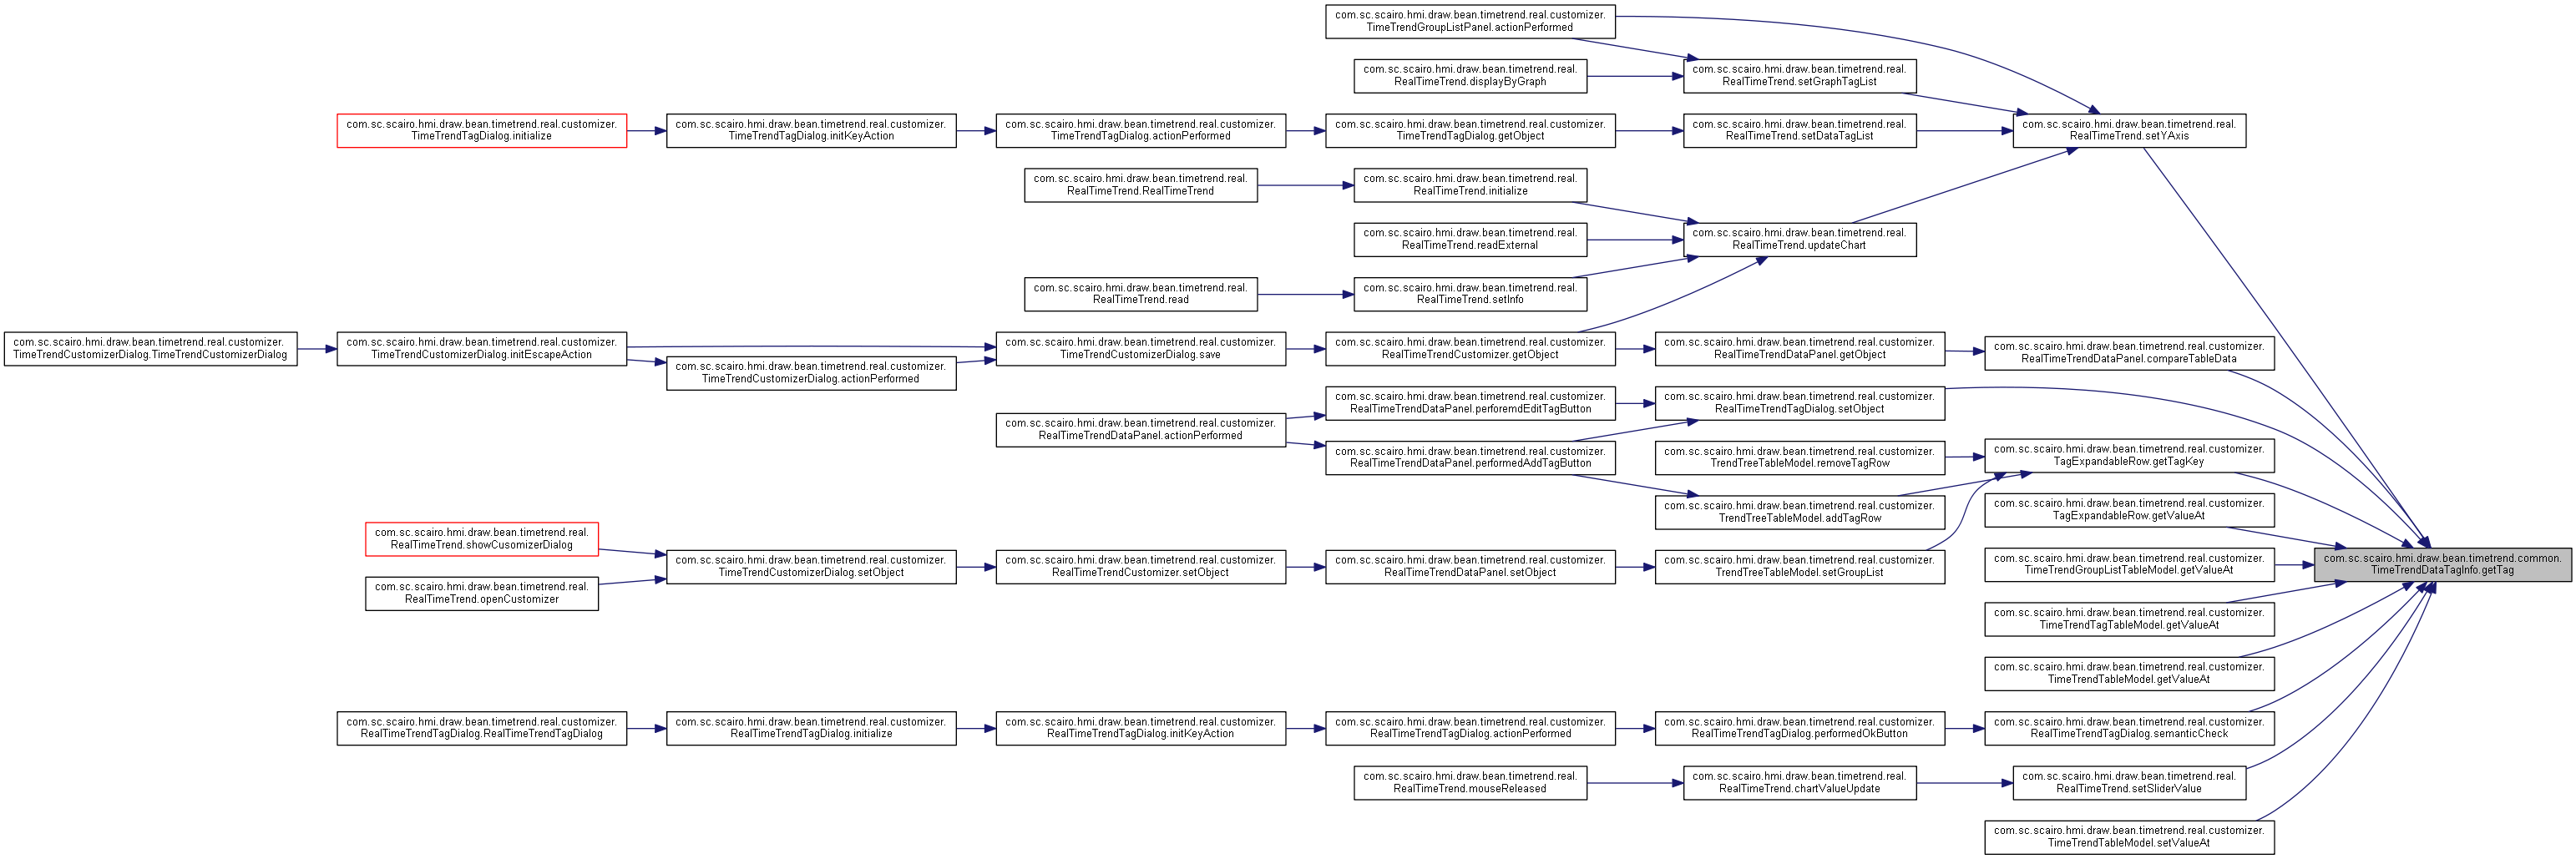 com.sc.scairo.hmi.draw.bean.timetrend.real.customizer.
TimeTrendGroupListPanel.actionPerformed
com.sc.scairo.hmi.draw.bean.timetrend.real.
RealTimeTrend.displayByGraph
com.sc.scairo.hmi.draw.bean.timetrend.real.
RealTimeTrend.setGraphTagList
com.sc.scairo.hmi.draw.bean.timetrend.real.customizer.
TimeTrendTagDialog.initialize
com.sc.scairo.hmi.draw.bean.timetrend.real.customizer.
TimeTrendTagDialog.initKeyAction
com.sc.scairo.hmi.draw.bean.timetrend.real.customizer.
TimeTrendTagDialog.actionPerformed
com.sc.scairo.hmi.draw.bean.timetrend.real.customizer.
TimeTrendTagDialog.getObject
com.sc.scairo.hmi.draw.bean.timetrend.real.
RealTimeTrend.setDataTagList
com.sc.scairo.hmi.draw.bean.timetrend.real.
RealTimeTrend.setYAxis
com.sc.scairo.hmi.draw.bean.timetrend.real.
RealTimeTrend.RealTimeTrend
com.sc.scairo.hmi.draw.bean.timetrend.real.
RealTimeTrend.initialize
com.sc.scairo.hmi.draw.bean.timetrend.real.
RealTimeTrend.readExternal
com.sc.scairo.hmi.draw.bean.timetrend.real.
RealTimeTrend.updateChart
com.sc.scairo.hmi.draw.bean.timetrend.real.
RealTimeTrend.read
com.sc.scairo.hmi.draw.bean.timetrend.real.
RealTimeTrend.setInfo
com.sc.scairo.hmi.draw.bean.timetrend.real.customizer.
TimeTrendCustomizerDialog.TimeTrendCustomizerDialog
com.sc.scairo.hmi.draw.bean.timetrend.real.customizer.
TimeTrendCustomizerDialog.initEscapeAction
com.sc.scairo.hmi.draw.bean.timetrend.real.customizer.
TimeTrendCustomizerDialog.actionPerformed
com.sc.scairo.hmi.draw.bean.timetrend.real.customizer.
TimeTrendCustomizerDialog.save
com.sc.scairo.hmi.draw.bean.timetrend.real.customizer.
RealTimeTrendCustomizer.getObject
com.sc.scairo.hmi.draw.bean.timetrend.real.customizer.
RealTimeTrendDataPanel.getObject
com.sc.scairo.hmi.draw.bean.timetrend.real.customizer.
RealTimeTrendDataPanel.compareTableData
com.sc.scairo.hmi.draw.bean.timetrend.real.customizer.
RealTimeTrendDataPanel.actionPerformed
com.sc.scairo.hmi.draw.bean.timetrend.real.customizer.
RealTimeTrendDataPanel.perforemdEditTagButton
com.sc.scairo.hmi.draw.bean.timetrend.real.customizer.
RealTimeTrendTagDialog.setObject
com.sc.scairo.hmi.draw.bean.timetrend.real.customizer.
RealTimeTrendDataPanel.performedAddTagButton
com.sc.scairo.hmi.draw.bean.timetrend.real.customizer.
TrendTreeTableModel.removeTagRow
com.sc.scairo.hmi.draw.bean.timetrend.real.customizer.
TagExpandableRow.getTagKey
com.sc.scairo.hmi.draw.bean.timetrend.real.customizer.
TrendTreeTableModel.addTagRow
com.sc.scairo.hmi.draw.bean.timetrend.real.customizer.
TagExpandableRow.getValueAt
com.sc.scairo.hmi.draw.bean.timetrend.real.
RealTimeTrend.showCusomizerDialog
com.sc.scairo.hmi.draw.bean.timetrend.real.
RealTimeTrend.openCustomizer
com.sc.scairo.hmi.draw.bean.timetrend.real.customizer.
TimeTrendCustomizerDialog.setObject
com.sc.scairo.hmi.draw.bean.timetrend.real.customizer.
RealTimeTrendCustomizer.setObject
com.sc.scairo.hmi.draw.bean.timetrend.real.customizer.
RealTimeTrendDataPanel.setObject
com.sc.scairo.hmi.draw.bean.timetrend.real.customizer.
TrendTreeTableModel.setGroupList
com.sc.scairo.hmi.draw.bean.timetrend.real.customizer.
TimeTrendGroupListTableModel.getValueAt
com.sc.scairo.hmi.draw.bean.timetrend.common.
TimeTrendDataTagInfo.getTag
com.sc.scairo.hmi.draw.bean.timetrend.real.customizer.
TimeTrendTagTableModel.getValueAt
com.sc.scairo.hmi.draw.bean.timetrend.real.customizer.
TimeTrendTableModel.getValueAt
com.sc.scairo.hmi.draw.bean.timetrend.real.customizer.
RealTimeTrendTagDialog.RealTimeTrendTagDialog
com.sc.scairo.hmi.draw.bean.timetrend.real.customizer.
RealTimeTrendTagDialog.initialize
com.sc.scairo.hmi.draw.bean.timetrend.real.customizer.
RealTimeTrendTagDialog.initKeyAction
com.sc.scairo.hmi.draw.bean.timetrend.real.customizer.
RealTimeTrendTagDialog.actionPerformed
com.sc.scairo.hmi.draw.bean.timetrend.real.customizer.
RealTimeTrendTagDialog.performedOkButton
com.sc.scairo.hmi.draw.bean.timetrend.real.customizer.
RealTimeTrendTagDialog.semanticCheck
com.sc.scairo.hmi.draw.bean.timetrend.real.
RealTimeTrend.mouseReleased
com.sc.scairo.hmi.draw.bean.timetrend.real.
RealTimeTrend.chartValueUpdate
com.sc.scairo.hmi.draw.bean.timetrend.real.
RealTimeTrend.setSliderValue
com.sc.scairo.hmi.draw.bean.timetrend.real.customizer.
TimeTrendTableModel.setValueAt